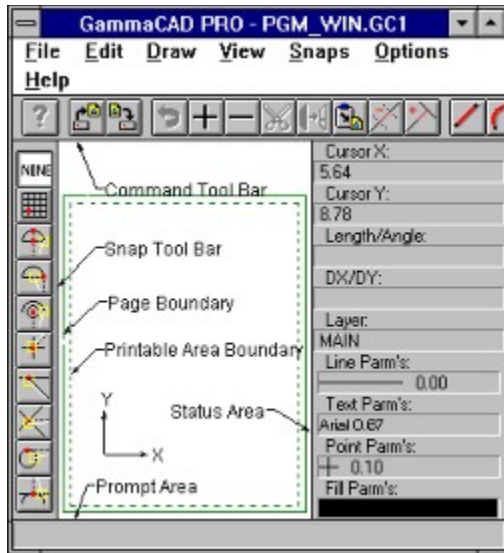 GammaCAD PRO - PGM_WIN.GC1
File Edit Draw View Snaps Options
Help
?
NONE
Command Tool Bar
Snap Tool Bar
Page Boundary
Printable Area Boundary
Y
X
Status Area
Prompt Area
Cursor X:
5.64
Cursor Y:
8.78
Length/Angle:
DX/DY:
Layer:
MAIN
Line Parm's:
0.00
Text Parm's:
Arial 0.67
Point Parm's:
0.10
Fill Parm's: